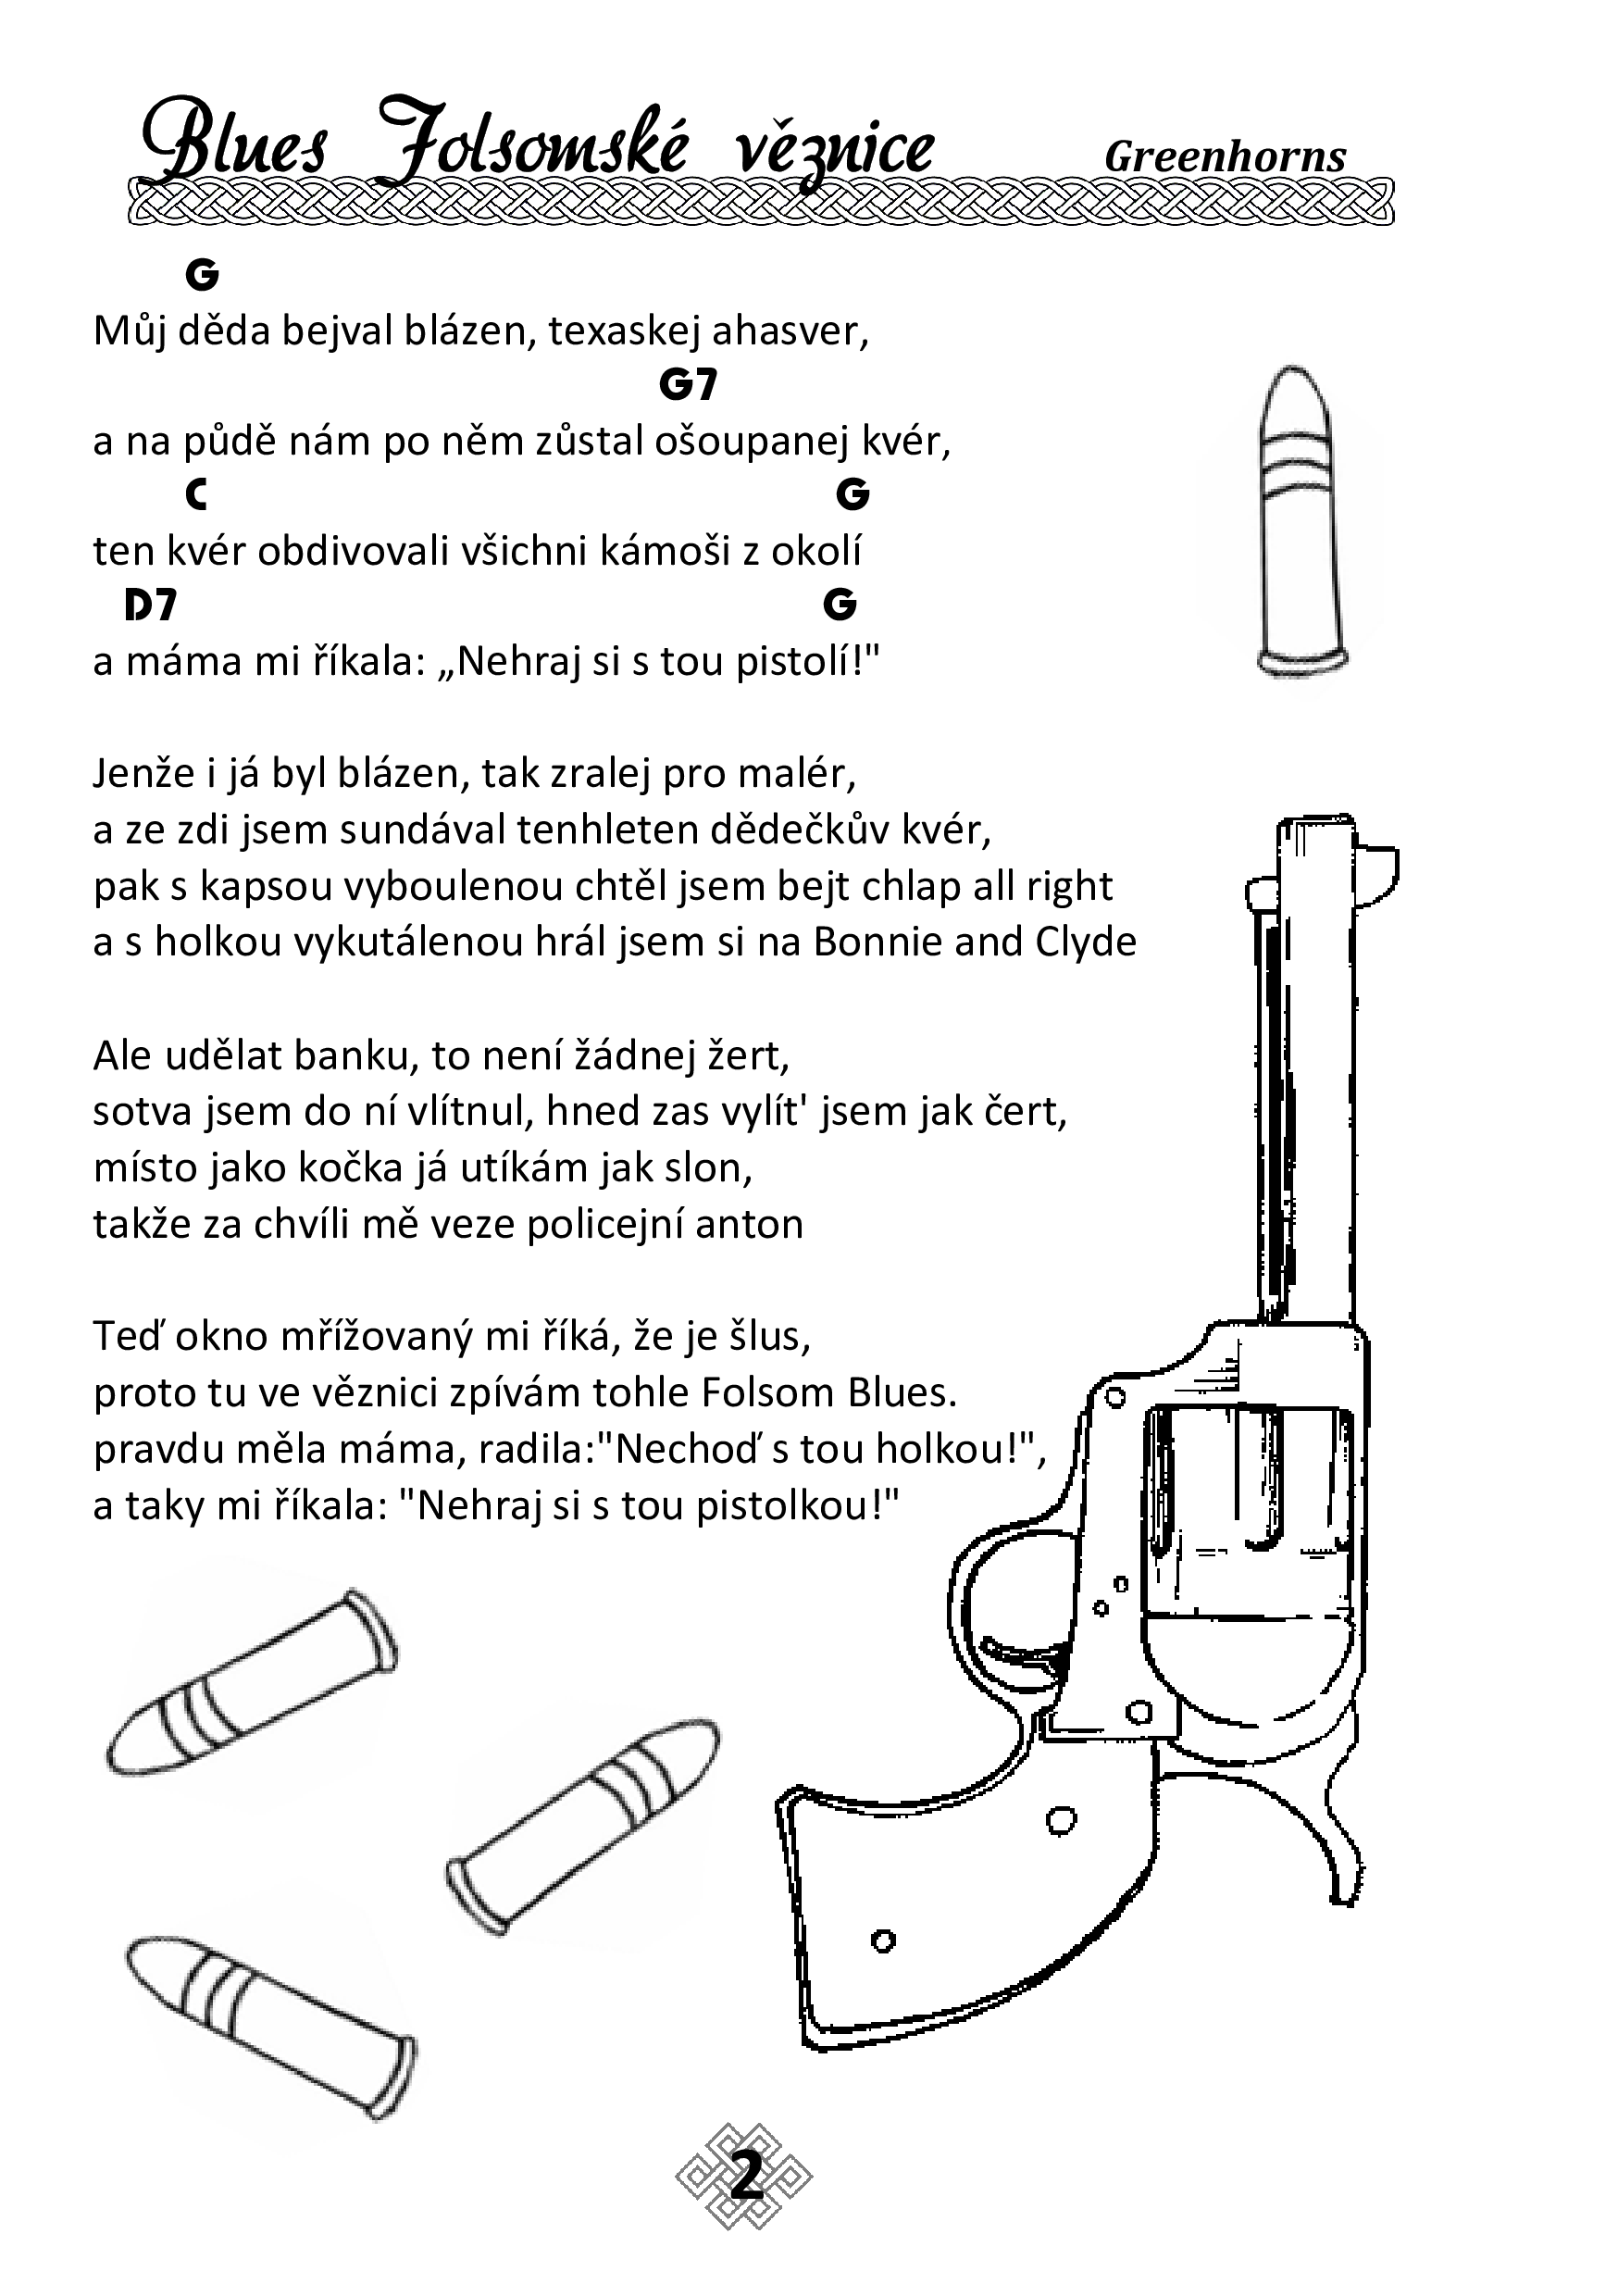 Blues Folsomské věznice Greenhorns
G
Můj děda bejval blázen, texaskej ahasver,
G7
a na půdě nám po něm zůstal ošoupanej kvér,
C G
ten kvér obdivovali všichni kámoši z okolí
D7 G
a máma mi říkala: „Nehraj si s tou pistolí!"
Jenže i já byl blázen, tak zralej pro malér,
a ze zdi jsem sundával tenhleten dědečkův kvér,
pak s kapsou vyboulenou chtěl jsem bejt chlap all right
a s holkou vykutálenou hrál jsem si na Bonnie and Clyde
Ale udělat banku, to není žádnej žert,
sotva jsem do ní vlítnul, hned zas vylít' jsem jak čert,
místo jako kočka já utíkám jak slon,
takže za chvíli mě veze policejní anton
Teď okno mřížovaný mi říká, že je šlus,
proto tu ve věznici zpívám tohle Folsom Blues.
pravdu měla máma, radila:"Nechoď s tou holkou!",
a taky mi říkala: "Nehraj si s tou pistolkou!"
2